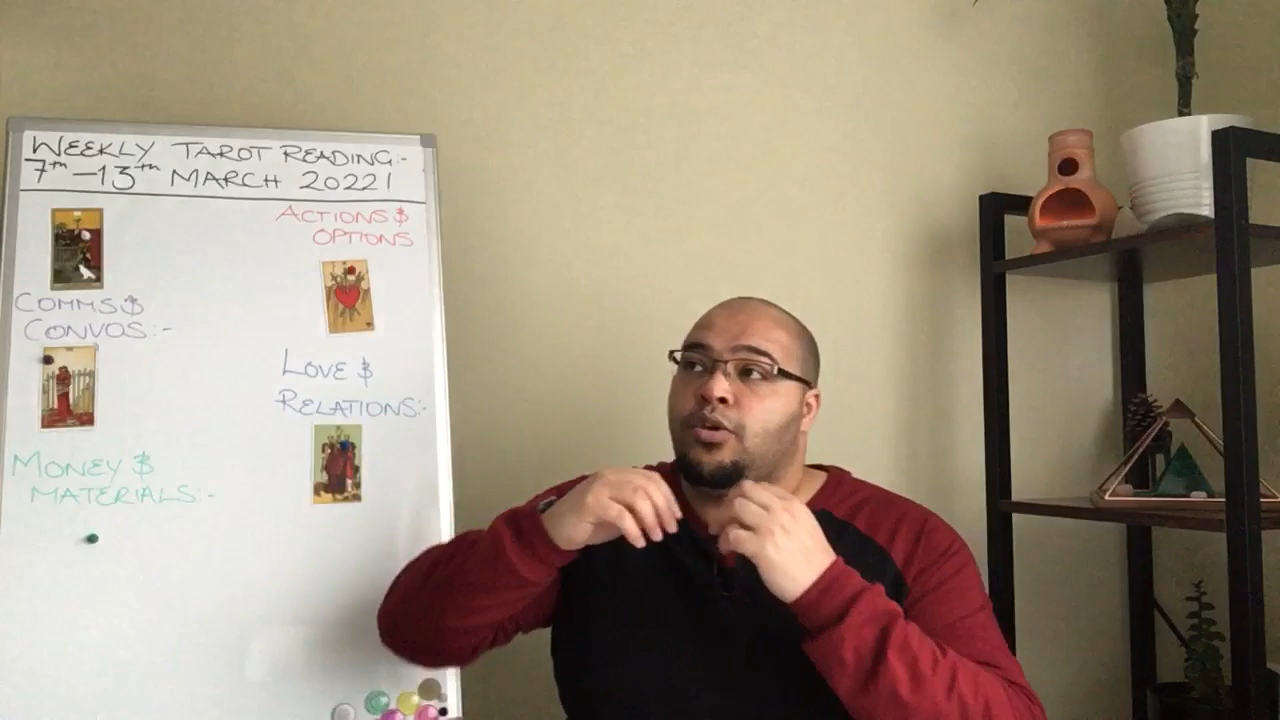 WEEKLY TAROT READING:-
7th-13th MARCH 2022!
ACTIONS &
OPTIONS
COMMS &
CONVOS:-
LOVE &
RELATIONS:-
MONEY &
MATERIALS:-